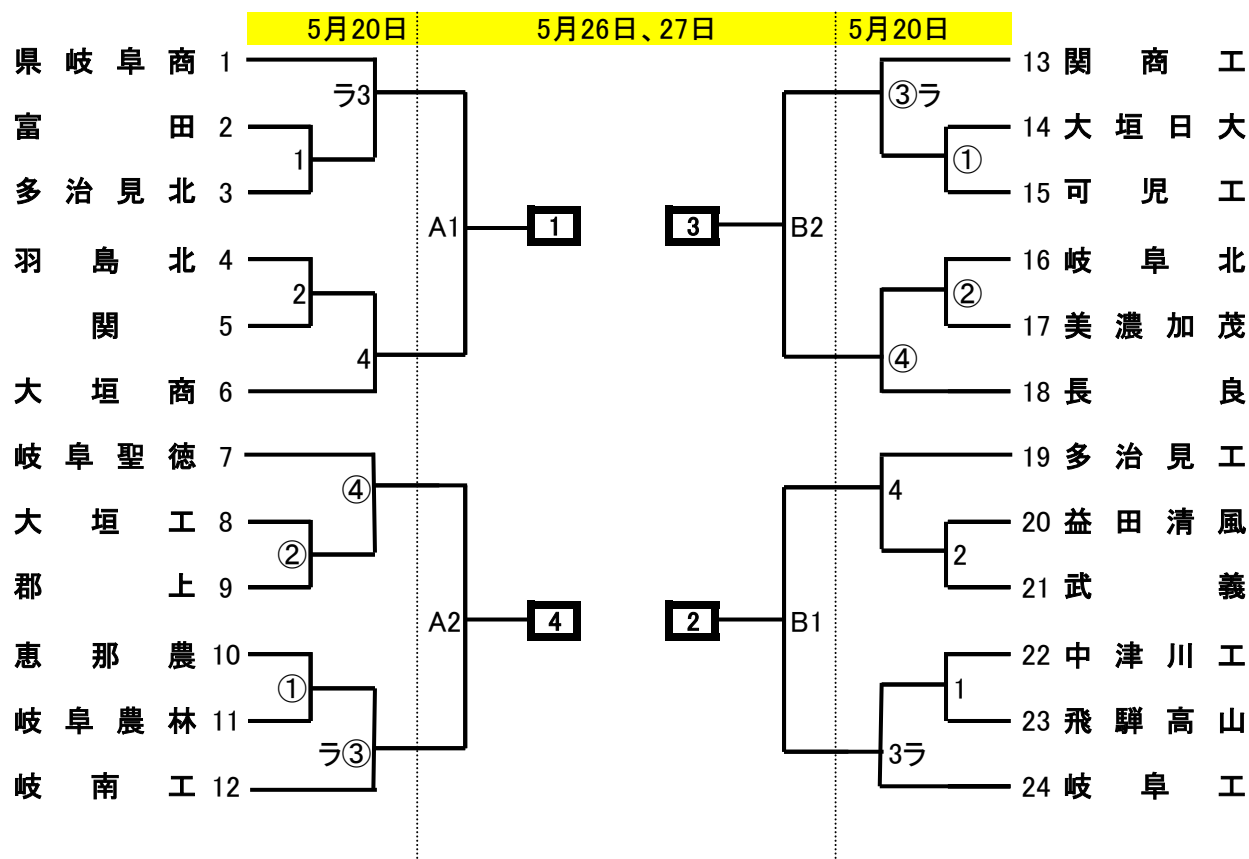 5月20日 5月26日、27日 5月20日
県岐阜商 1 13 関商工
ラ3 ③ラ
富田 2 14 大垣日大
1 ①
多治見北 3 15 可児工
A1 1 3 B2
羽島北 4 16 岐阜北
2 ②
関 5 17 美濃加茂
4 ④
大垣商 6 18 長良
岐阜聖徳 7 19 多治見工
④ 4
大垣工 8 20 益田清風
② 2
郡上 9 21 武義
A2 4 2 B1
恵那農 10 22 中津川工
① 1
岐阜農林 11 23 飛騨高山
ラ③ 3ラ
岐南工 12 24 岐阜工